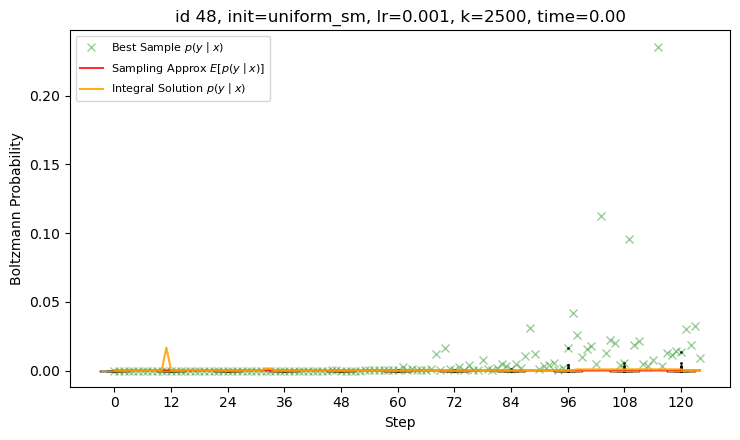 id 48, init=uniform_sm, lr=0.001, k=2500, time=0.00
Best Sample p(y | x)
Sampling Approx E[p(y | x)]
Integral Solution p(y | x)
Boltzmann Probability
0.20
0.15
0.10
0.05
0.00
0 12 24 36 48 60 72 84 96 108 120
Step